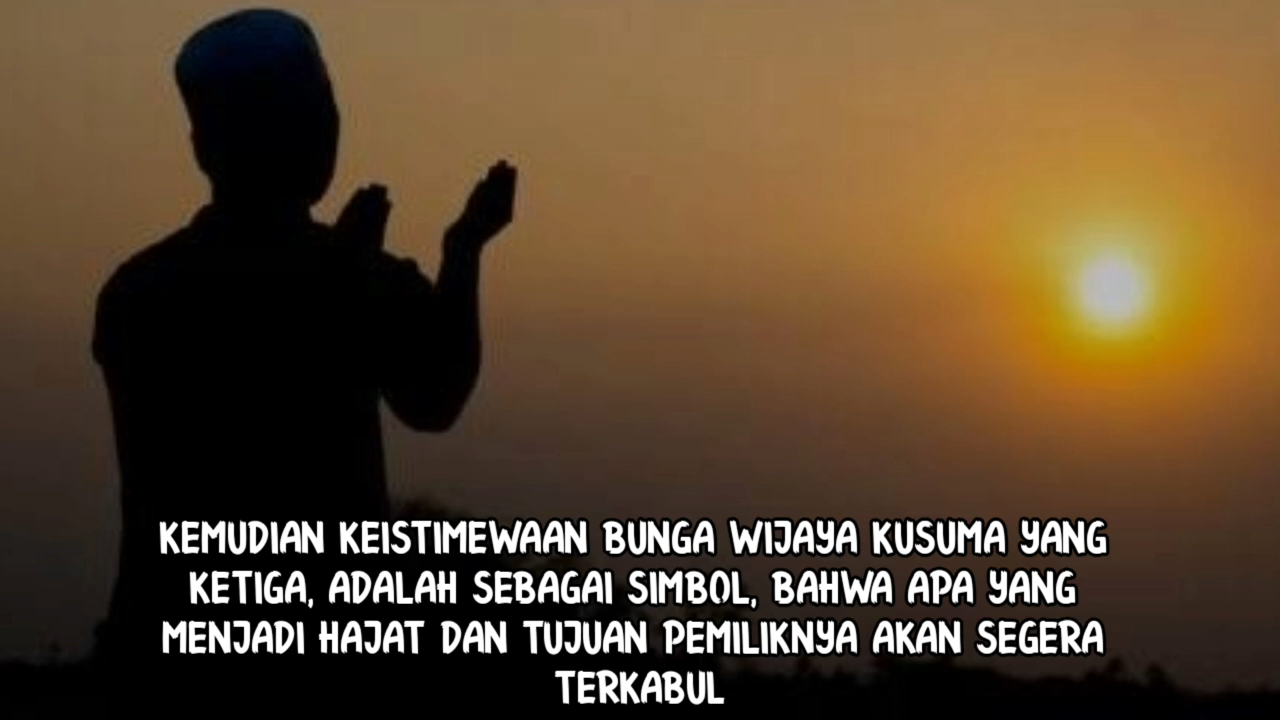 KEMUDIAN KEISTIMEWAAN BUNGA WIJAYA KUSUMA YANG
KETIGA, ADALAH SEBAGAI SIMBOL, BAHWA APA YANG
MENJADI HAJAT DAN TUJUAN PEMILIKNYA AKAN SEGERA
TERKABUL